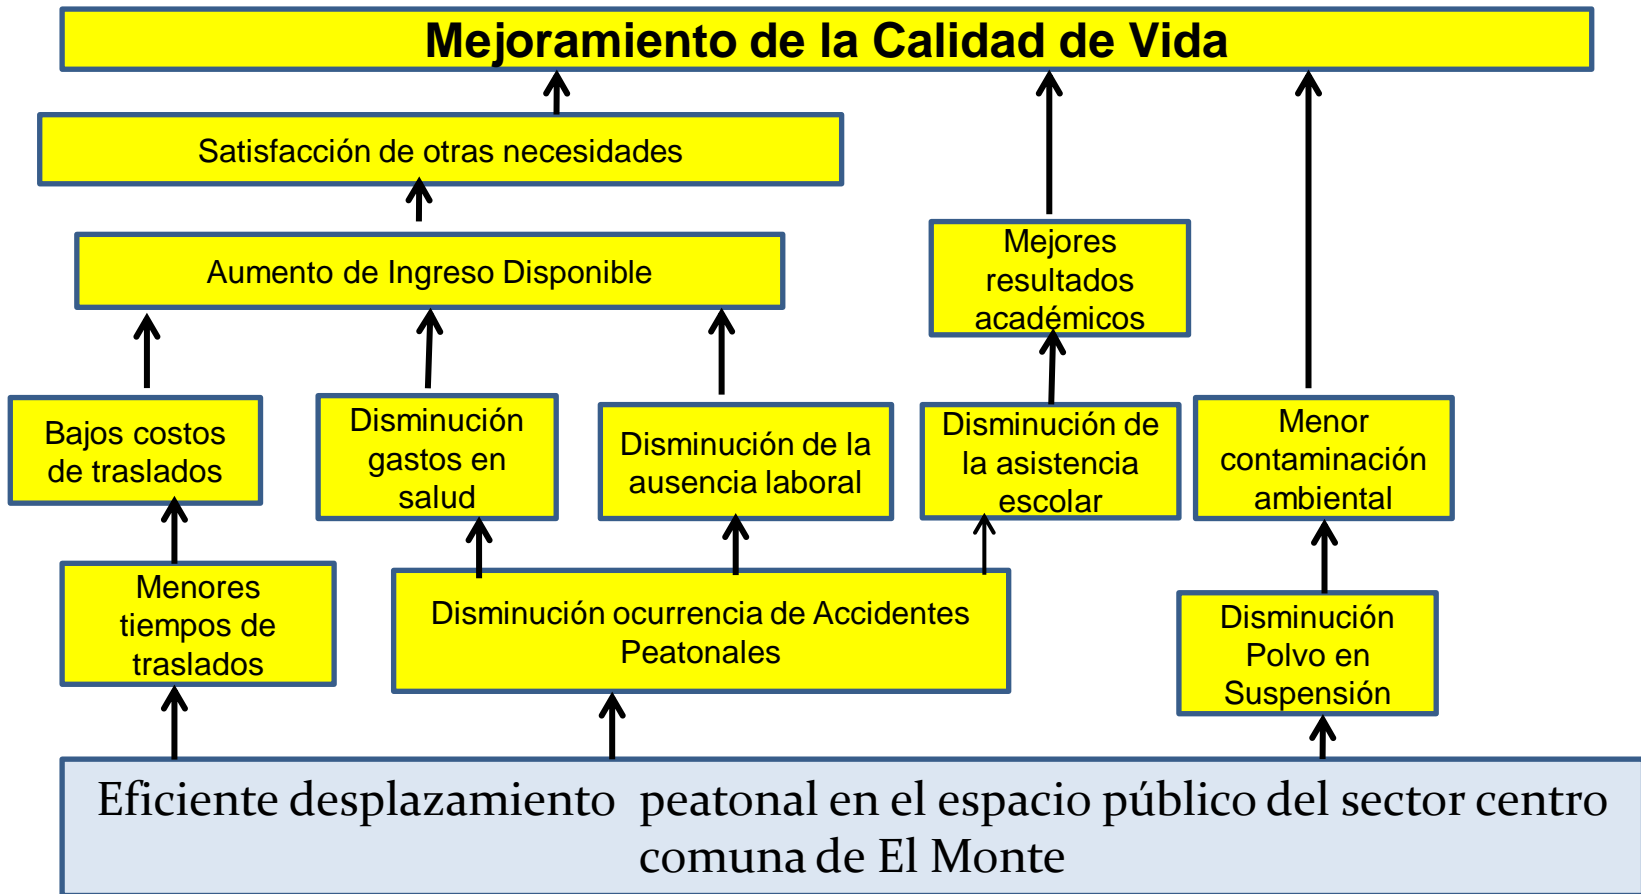 Mejoramiento de la Calidad de Vida
Satisfacción de otras necesidades
Aumento de Ingreso Disponible
Mejores
resultados
académicos
Bajos costos
de traslados
Disminución
gastos en
salud
Disminución de la
ausencia laboral
Disminución de
la asistencia
escolar
Menor
contaminación
ambiental
Menores
tiempos de
traslados
Disminución ocurrencia de Accidentes
Peatonales
Disminución
Polvo en
Suspensión
Eficiente desplazamiento peatonal en el espacio público del sector centro
comuna de El Monte